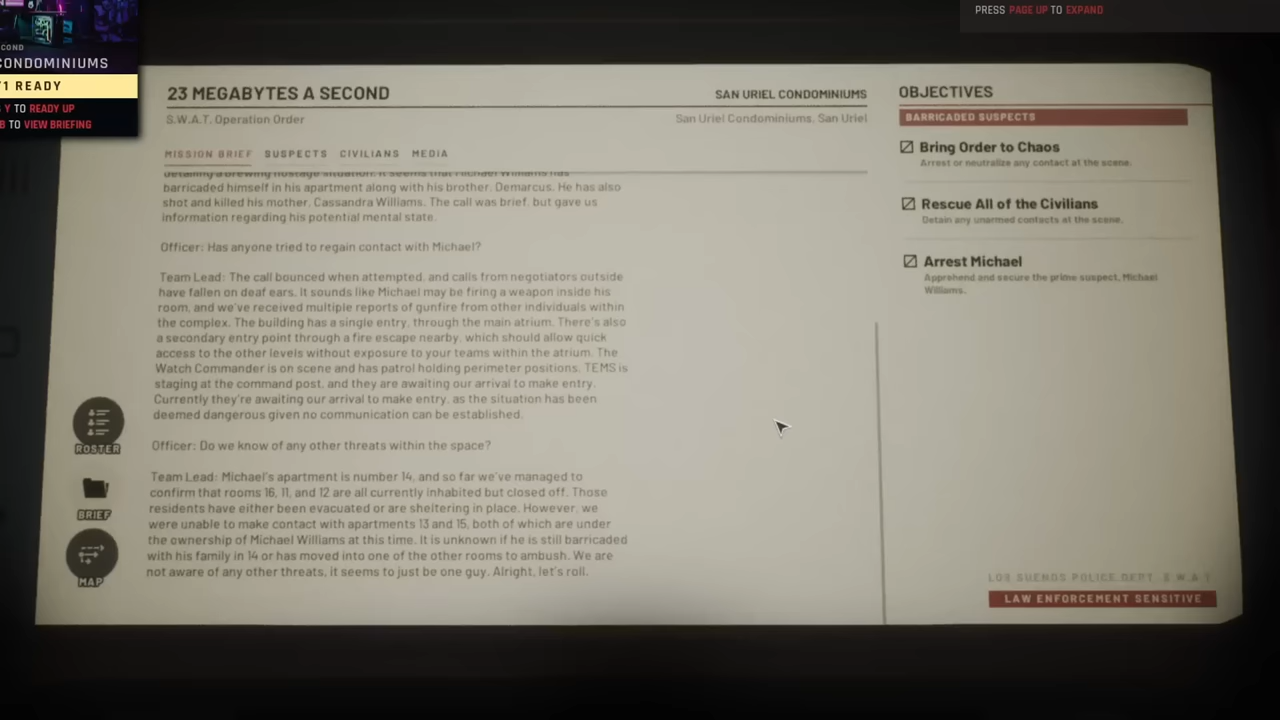 PRESS PAGE UP TO EXPAND
COND
CONDOMINIUMS
/1 READY
Y TO READY UP
B TO VIEW BRIEFING
23 MEGABYTES A SECOND
SAN URIEL CONDOMINIUMS
S.W.A.T. Operation Order
San Uriel Condominiums, San Uriel
MISSION BRIEF SUSPECTS CIVILIANS MEDIA
detailing a brewing hostage situation. It seems that Michael Williams has
barricaded himself in his apartment along with his brother, Demarcus. He has also
shot and killed his mother, Cassandra Williams. The call was brief, but gave us
information regarding his potential mental state.
Officer: Has anyone tried to regain contact with Michael?
Team Lead: The call bounced when attempted, and calls from negotiators outside
have fallen on deaf ears. It sounds like Michael may be firing a weapon inside his
room, and we've received multiple reports of gunfire from other individuals within
the complex. The building has a single entry, through the main atrium. There's also
a secondary entry point through a fire escape nearby, which should allow quick
access to the other levels without exposure to your teams within the atrium. The
Watch Commander is on scene and has patrol holding perimeter positions. TEMS is
staging at the command post, and they are awaiting our arrival to make entry.
Currently they're awaiting our arrival to make entry, as the situation has been
deemed dangerous given no communication can be established.
Officer: Do we know of any other threats within the space?
Team Lead: Michael's apartment is number 14, and so far we've managed to
confirm that rooms 16, 11, and 12 are all currently inhabited but closed off. Those
residents have either been evacuated or are sheltering in place. However, we
were unable to make contact with apartments 13 and 15, both of which are under
the ownership of Michael Williams at this time. It is unknown if he is still barricaded
with his family in 14 or has moved into one of the other rooms to ambush. We are
not aware of any other threats, it seems to just be one guy. Alright, let's roll.
ROSTER
BRIEF
MAP
OBJECTIVES
BARRICADED SUSPECTS
Bring Order to Chaos
Arrest or neutralize any contact at the scene.
Rescue All of the Civilians
Detain any unarmed contacts at the scene.
Arrest Michael
Apprehend and secure the prime suspect, Michael
Williams.
LOS SUENOS POLICE DEPT. S.W.A.T
LAW ENFORCEMENT SENSITIVE